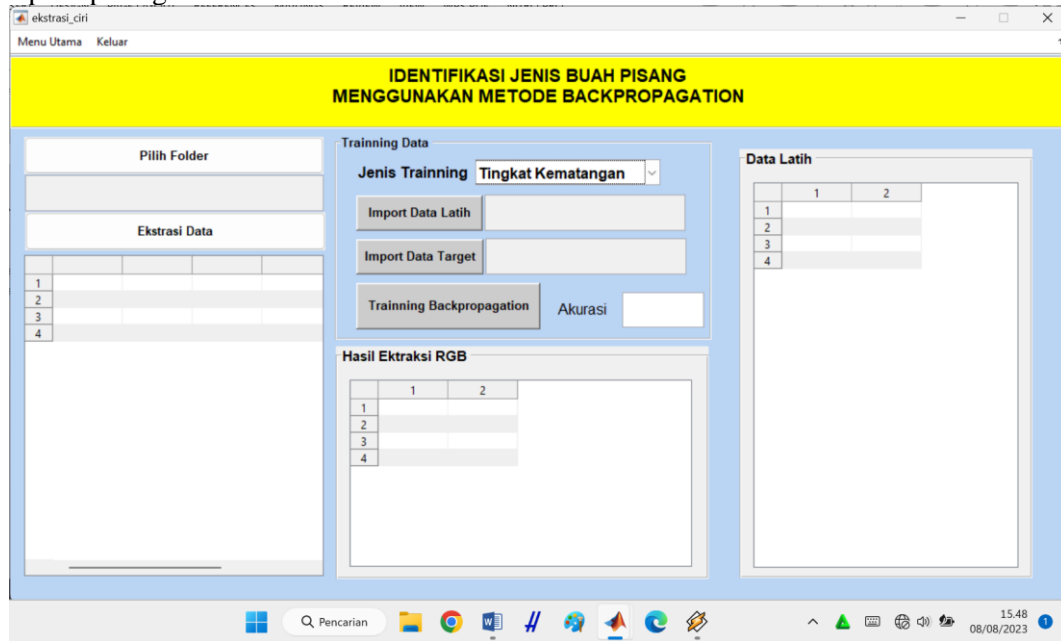 ekstrasi_ciri
Menu Utama Keluar
IDENTIFIKASI JENIS BUAH PISANG
MENGGUNAKAN METODE BACKPROPAGATION
Pilih Folder
Ekstrasi Data
1
2
3
4
Trainning Data
Jenis Trainning Tingkat Kematangan
Import Data Latih
Import Data Target
Trainning Backpropagation Akurasi
Hasil Ektraksi RGB
1 2
1
2
3
4
Data Latih
1 2
1
2
3
4
Pencarian
15.48
08/08/2023
1